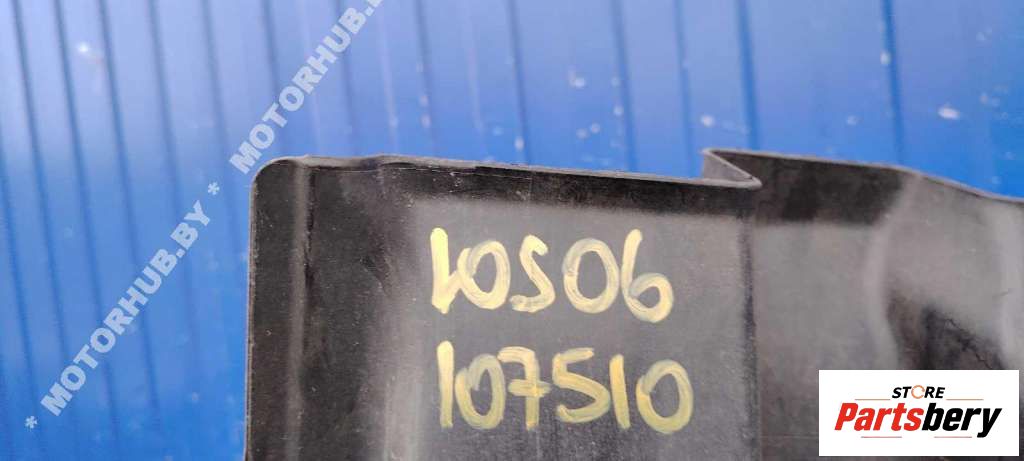 * MOTORHUB.BY * MOTORHUB.BY
10506
107510
STORE
Partsbery